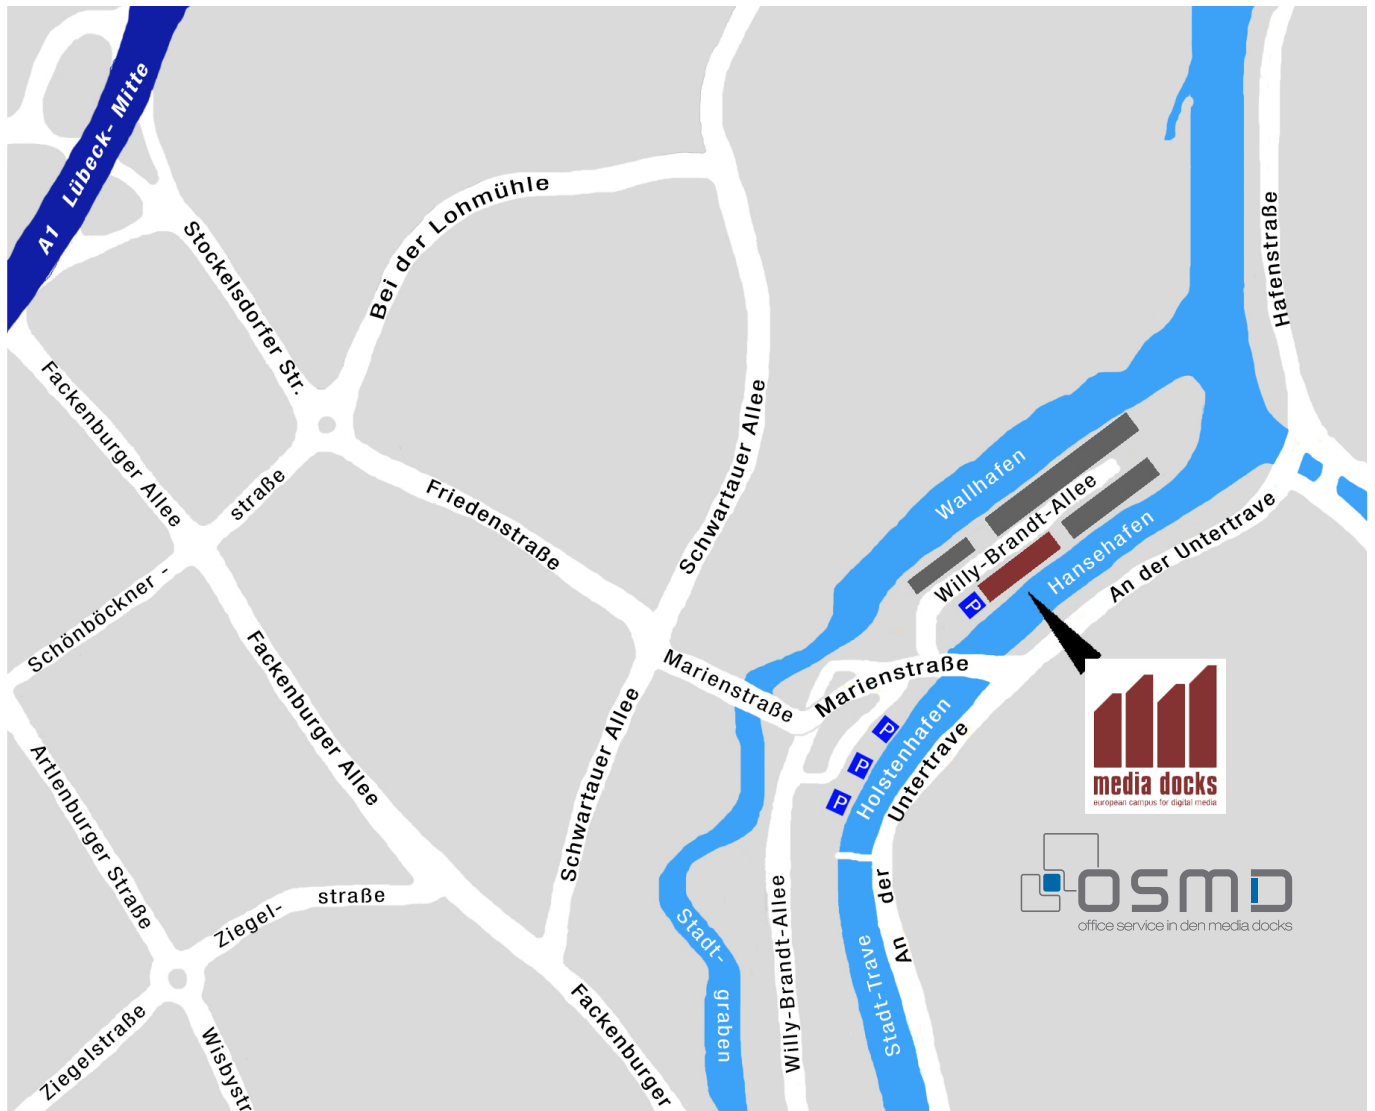 A1 Lübeck- Mitte
Stockelsdorfer Str.
Bei der Lohmühle
Hafenstraße
Fackenburger Allee
straße
Schönböckner -
Friedenstraße
Schwartauer Allee
Wallhafen
Willy-Brandt-Allee
P
Hansehafen
An der Untertrave
Fackenburger Allee
Marienstraße
Marienstraße
Schwartauer Allee
P
P
P
Holstenhafen
Untertrave
der
An
media docks
european campus for digital media
OSMD
office service in den media docks
Artlenburger Straße
Ziegel-
straße
Stadt-
graben
Willy-Brandt-Allee
Stadt-Trave
Ziegelstraße
Wisbystr
Fackenburger